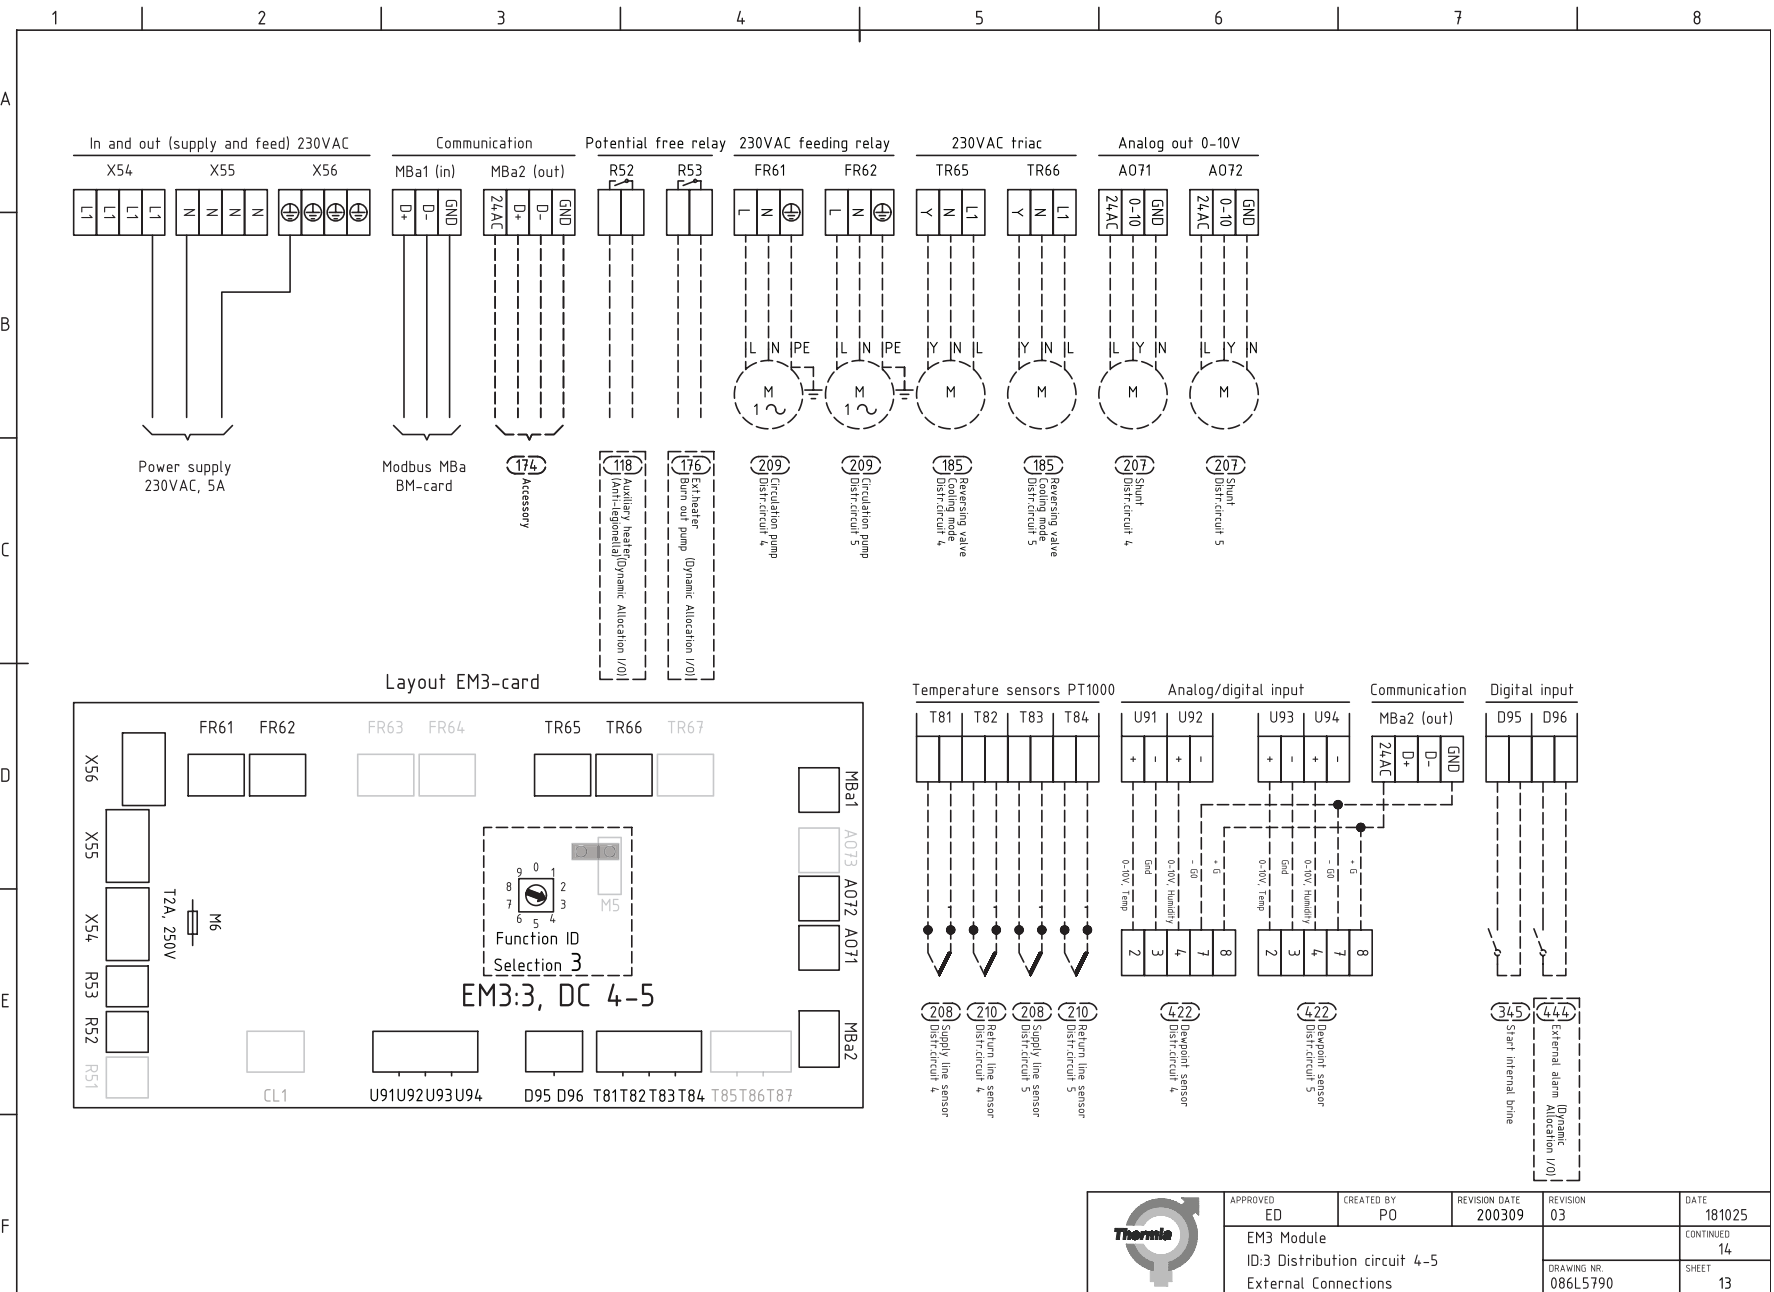 1 2 3 4 5 6 7 8
A
B
C
D
E
F
In and out (supply and feed) 230VAC
Communication
Potential free relay
230VAC feeding relay
230VAC triac
Analog out 0-10V
X54 X55 X56
MBa1 (in) MBa2 (out)
R52 R53
FR61 FR62
TR65 TR66
AO71 AO72
L1 L1 L1 L1
N N N N
D+ D- GND
24AC D+ D- GND
L N
L N
Y N L1
Y N L1
24AC 0-10 GND
24AC 0-10 GND
L N PE
L N PE
Y N L
Y N L
L Y N
L Y N
M
1
M
1
M
M
M
M
Power supply
230VAC, 5A
Modbus MBa
BM-card
174
Accessory
118
Auxiliary heater
(Anti-legionella)(Dynamic Allocation I/O)
176
Ext.heater
Burn out pump (Dynamic Allocation I/O)
209
Circulation pump
Distr.circuit 4
209
Circulation pump
Distr.circuit 5
185
Reversing valve
Cooling mode
Distr.circuit 4
185
Reversing valve
Cooling mode
Distr.circuit 5
207
Shunt
Distr.circuit 4
207
Shunt
Distr.circuit 5
Layout EM3-card
FR61 FR62 FR63 FR64 TR65 TR66 TR67
X56
X55
X54
R53
R52
R51
T2A, 250V
M6
MBa1
AO73
AO72
AO71
MBa2
0 1 2 3 4 5 6 7 8 9
M5
Function ID
Selection 3
EM3:3, DC 4-5
CL1
U91 U92 U93 U94
D95 D96
T81 T82 T83 T84
T85 T86 T87
Temperature sensors PT1000
Analog/digital input
Communication
Digital input
T81 T82 T83 T84
U91 U92
U93 U94
MBa2 (out)
D95 D96
+ - + -
+ - + -
24AC D+ D- GND
0-10V, Temp
Gnd
0-10V, Humidity
- G0
+ G
0-10V, Temp
Gnd
0-10V, Humidity
- G0
+ G
2 3 4 7 8
2 3 4 7 8
208
Supply line sensor
Distr.circuit 4
210
Return line sensor
Distr.circuit 4
208
Supply line sensor
Distr.circuit 5
210
Return line sensor
Distr.circuit 5
422
Dewpoint sensor
Distr.circuit 4
422
Dewpoint sensor
Distr.circuit 5
345
Start internal brine
444
External alarm (Dynamic
Allocation I/O)
Thermia
APPROVED
ED
CREATED BY
PO
REVISION DATE
200309
REVISION
03
DATE
181025
EM3 Module
ID:3 Distribution circuit 4-5
External Connections
CONTINUED
14
DRAWING NR.
086L5790
SHEET
13